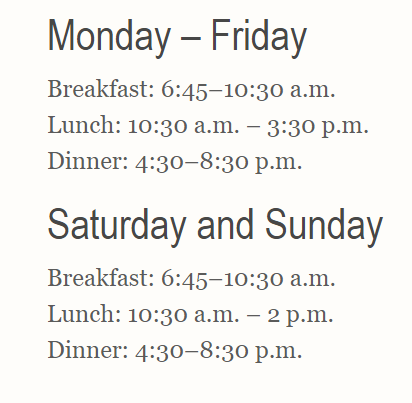 Monday – Friday
Breakfast: 6:45–10:30 a.m.
Lunch: 10:30 a.m. – 3:30 p.m.
Dinner: 4:30–8:30 p.m.
Saturday and Sunday
Breakfast: 6:45–10:30 a.m.
Lunch: 10:30 a.m. – 2 p.m.
Dinner: 4:30–8:30 p.m.